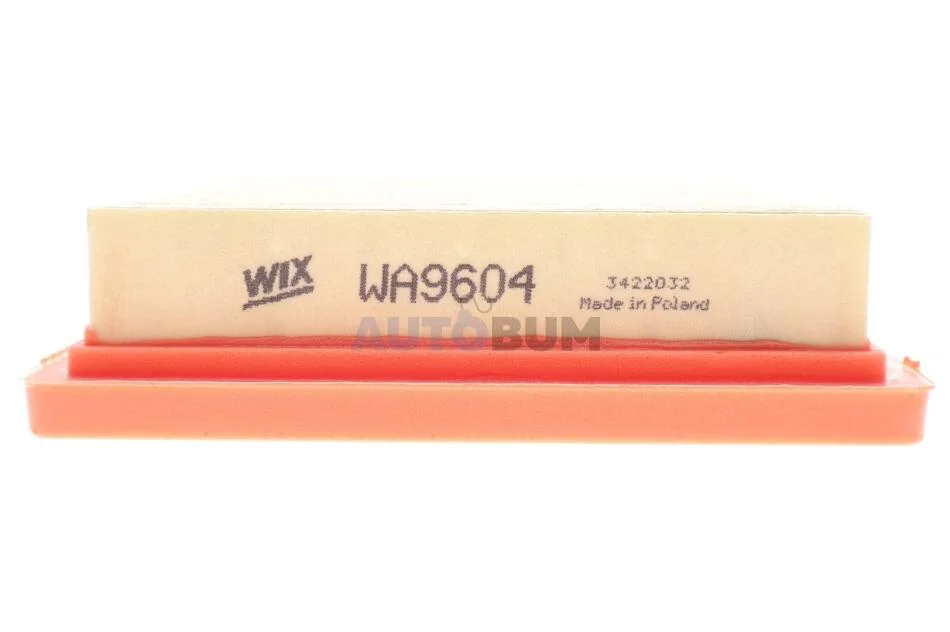 WIX
WA9604
3422032
Made in Poland
AUTOBUM